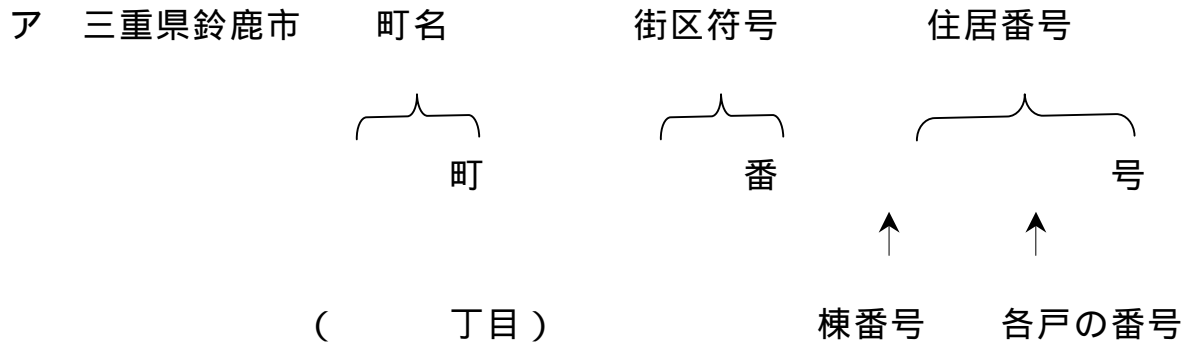 ア 三重県鈴鹿市 町名 街区符号 住居番号
町 番 号
( 丁目 ) 棟番号 各戸の番号